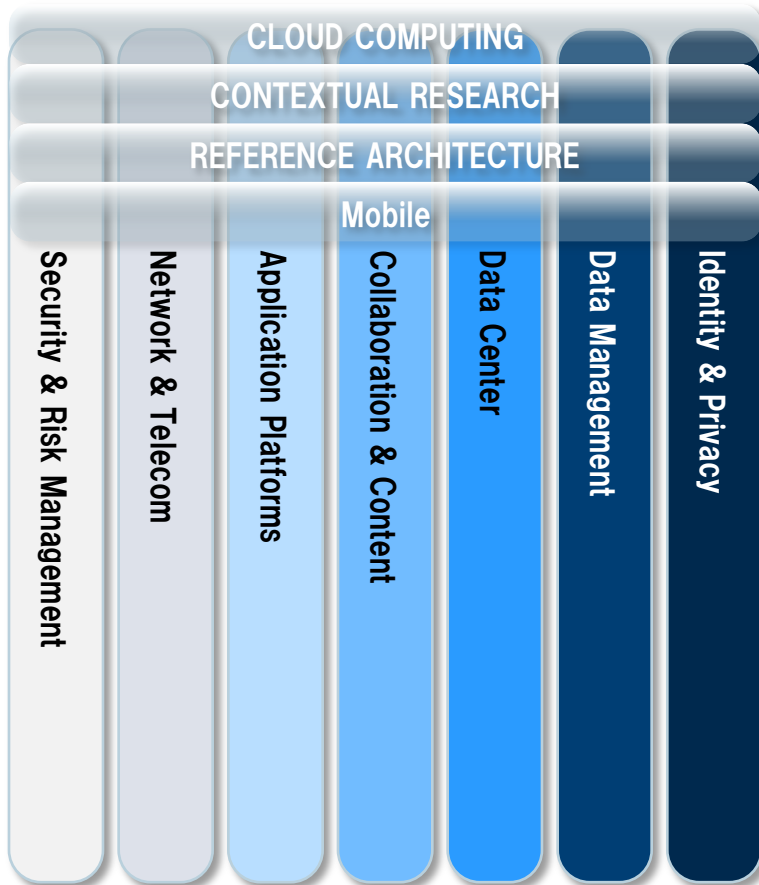 CLOUD COMPUTING
CONTEXTUAL RESEARCH
REFERENCE ARCHITECTURE
Mobile
Security & Risk Management
Network & Telecom
Application Platforms
Collaboration & Content
Data Center
Data Management
Identity & Privacy